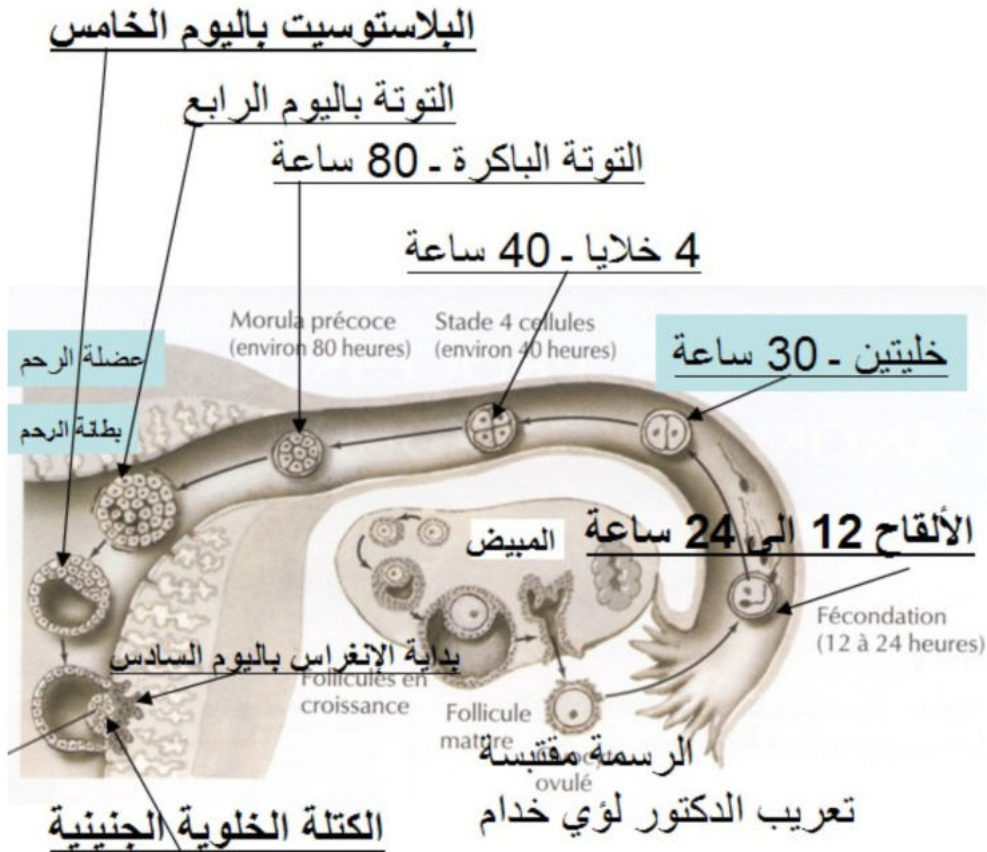 البلاستوسيت باليوم الخامس
التوتة باليوم الرابع
التوتة الباكرة - 80 ساعة
4 خلايا - 40 ساعة
Morula précoce
(environ 80 heures)
Stade 4 cellules
(environ 40 heures)
خليتين - 30 ساعة
عضلة الرحم
بطانة الرحم
المبيض
الألقاح 12 الى 24 ساعة
Fécondation
(12 à 24 heures)
بداية الإنغراس باليوم السادس
Follicules en
croissance
Follicule
mature
ovulé
الرسمة مقتبسة
تعريب الدكتور لؤي خدام
الكتلة الخلوية الجنينية